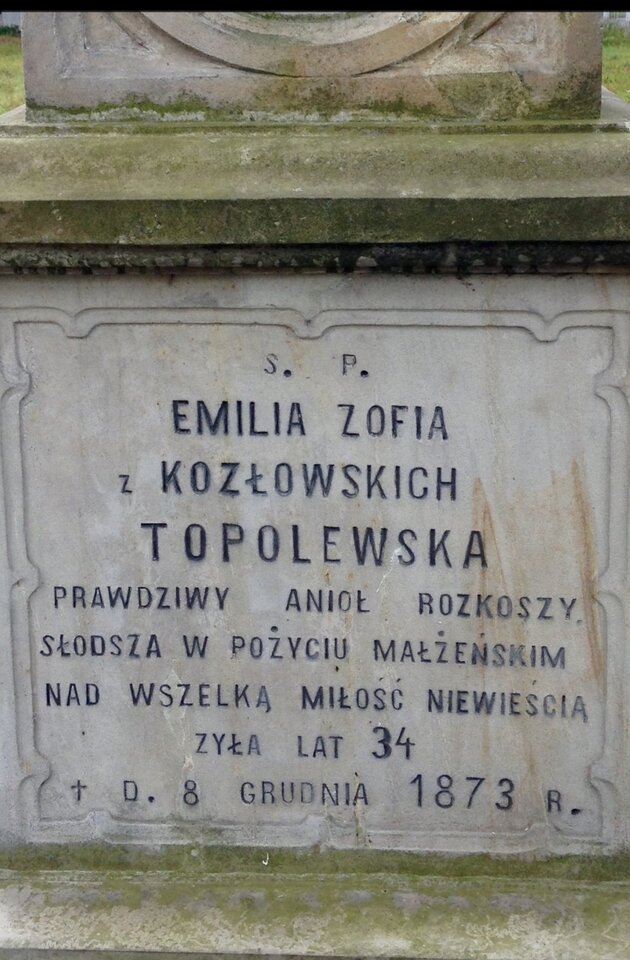 S. P.
EMILIA ZOFIA
z KOZŁOWSKICH
TOPOLEWSKA
PRAWDZIWY ANIOŁ ROZKOSZY,
SŁODSZA W POŻYCIU MAŁŻEŃSKIM
NAD WSZELKĄ MIŁOŚĆ NIEWIEŚCIĄ
ZYŁA LAT 34
† D. 8 GRUDNIA 1873 R.